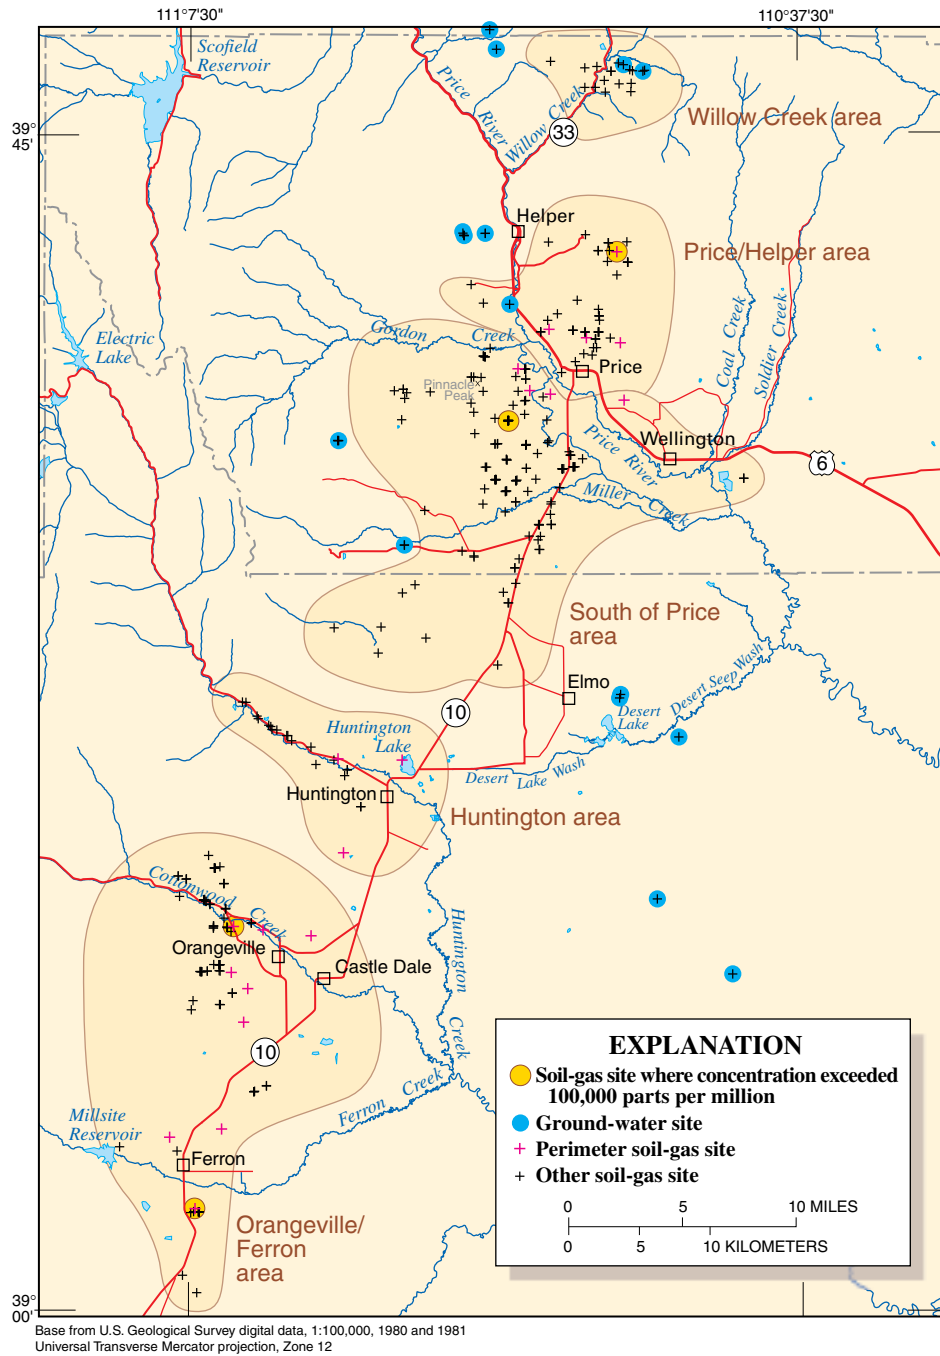 111°7'30"
110°37'30"
Scofield
Reservoir
39°
45'
Price River
Willow Creek
33
Willow Creek area
Helper
Price/Helper area
Electric
Lake
Gordon Creek
Coal Creek
Soldier Creek
Price
Pinnacle
Peak
Wellington
Price River
6
Miller Creek
South of Price
area
Elmo
Desert Seep Wash
Desert
Lake
10
Huntington
Lake
Desert Lake Wash
Huntington
Huntington area
Cottonwood Creek
Orangeville
Castle Dale
Huntington Creek
10
Ferron Creek
Millsite
Reservoir
Ferron
Orangeville/
Ferron
area
EXPLANATION
Soil-gas site where concentration exceeded
100,000 parts per million
Ground-water site
Perimeter soil-gas site
Other soil-gas site
0 5 10 MILES
0 5 10 KILOMETERS
39°
00'
Base from U.S. Geological Survey digital data, 1:100,000, 1980 and 1981
Universal Transverse Mercator projection, Zone 12